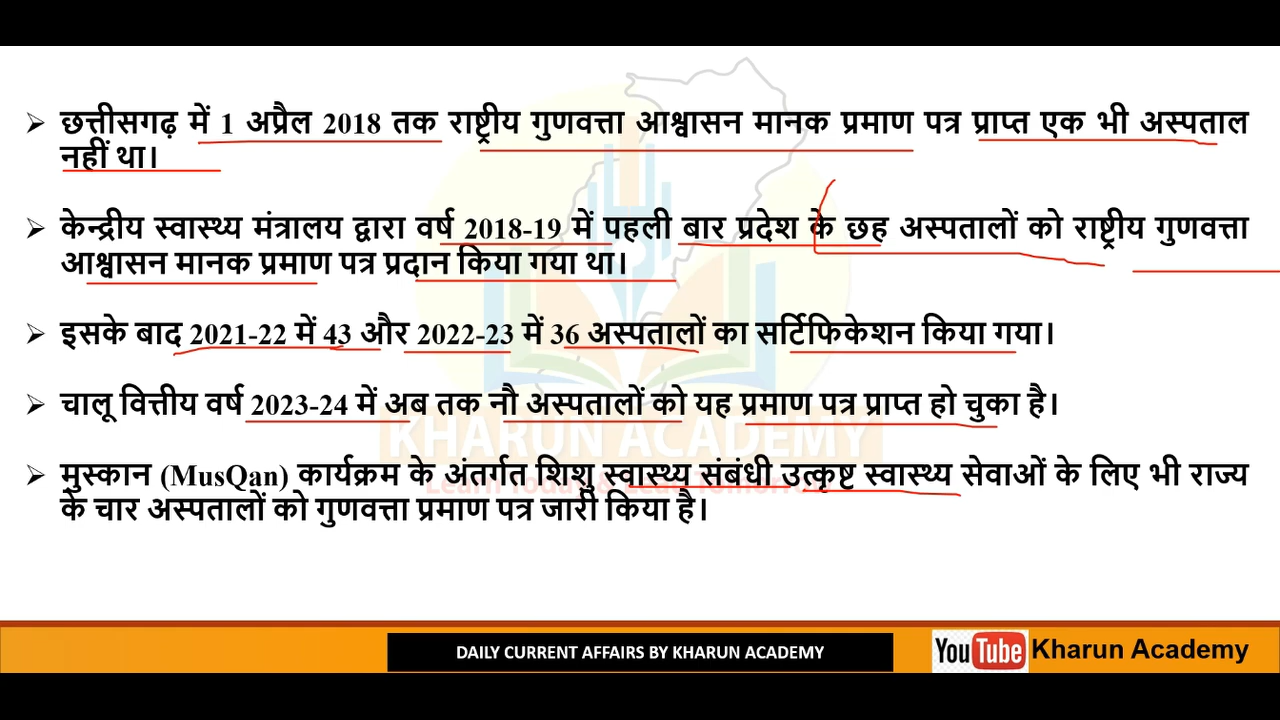 ➢ छत्तीसगढ़ में 1 अप्रैल 2018 तक राष्ट्रीय गुणवत्ता आश्वासन मानक प्रमाण पत्र प्राप्त एक भी अस्पताल
नहीं था।
➢ केन्द्रीय स्वास्थ्य मंत्रालय द्वारा वर्ष 2018-19 में पहली बार प्रदेश के छह अस्पतालों को राष्ट्रीय गुणवत्ता
आश्वासन मानक प्रमाण पत्र प्रदान किया गया था।
➢ इसके बाद 2021-22 में 43 और 2022-23 में 36 अस्पतालों का सर्टिफिकेशन किया गया।
➢ चालू वित्तीय वर्ष 2023-24 में अब तक नौ अस्पतालों को यह प्रमाण पत्र प्राप्त हो चुका है।
KHARUN ACADEMY
➢ मुस्कान (MusQan) कार्यक्रम के अंतर्गत शिशु स्वास्थ्य संबंधी उत्कृष्ट स्वास्थ्य सेवाओं के लिए भी राज्य
के चार अस्पतालों को गुणवत्ता प्रमाण पत्र जारी किया है।
DAILY CURRENT AFFAIRS BY KHARUN ACADEMY
YouTube Kharun Academy